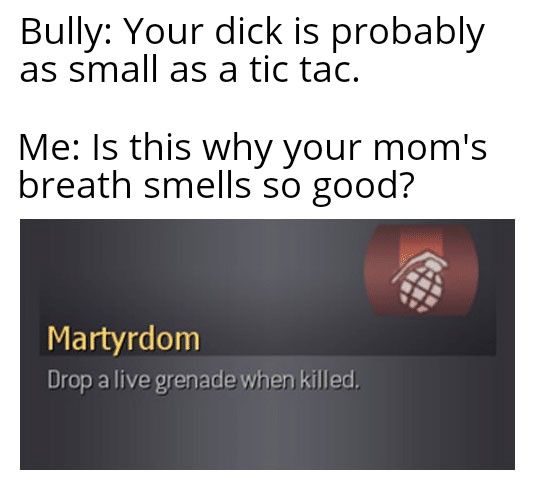 Bully: Your dick is probably
as small as a tic tac.
Me: Is this why your mom's
breath smells so good?
Martyrdom
Drop a live grenade when killed.